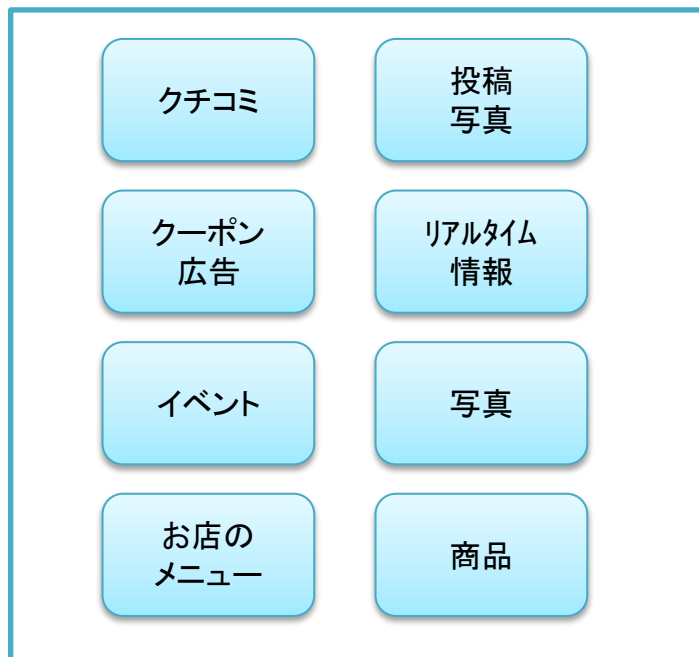 クチコミ
投稿
写真
クーポン
広告
リアルタイム
情報
イベント
写真
お店の
メニュー
商品